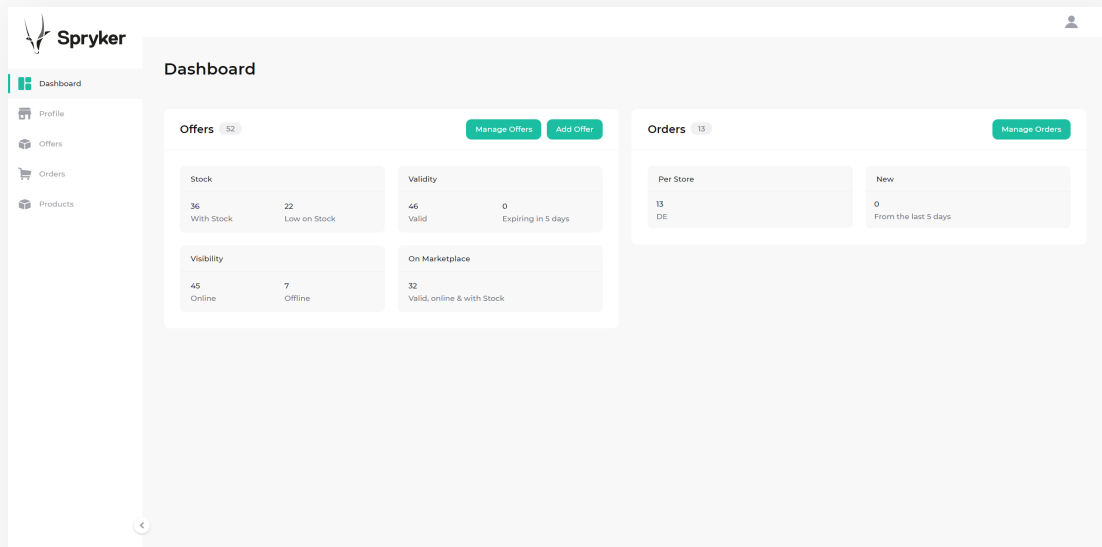 Spryker
Dashboard
Profile
Offers
Orders
Products
Dashboard
Offers 52 Manage Offers Add Offer
Stock
36 22
With Stock Low on Stock
Validity
46 0
Valid Expiring in 5 days
Visibility
45 7
Online Offline
On Marketplace
32
Valid, online & with Stock
Orders 13 Manage Orders
Per Store
13
DE
New
0
From the last 5 days